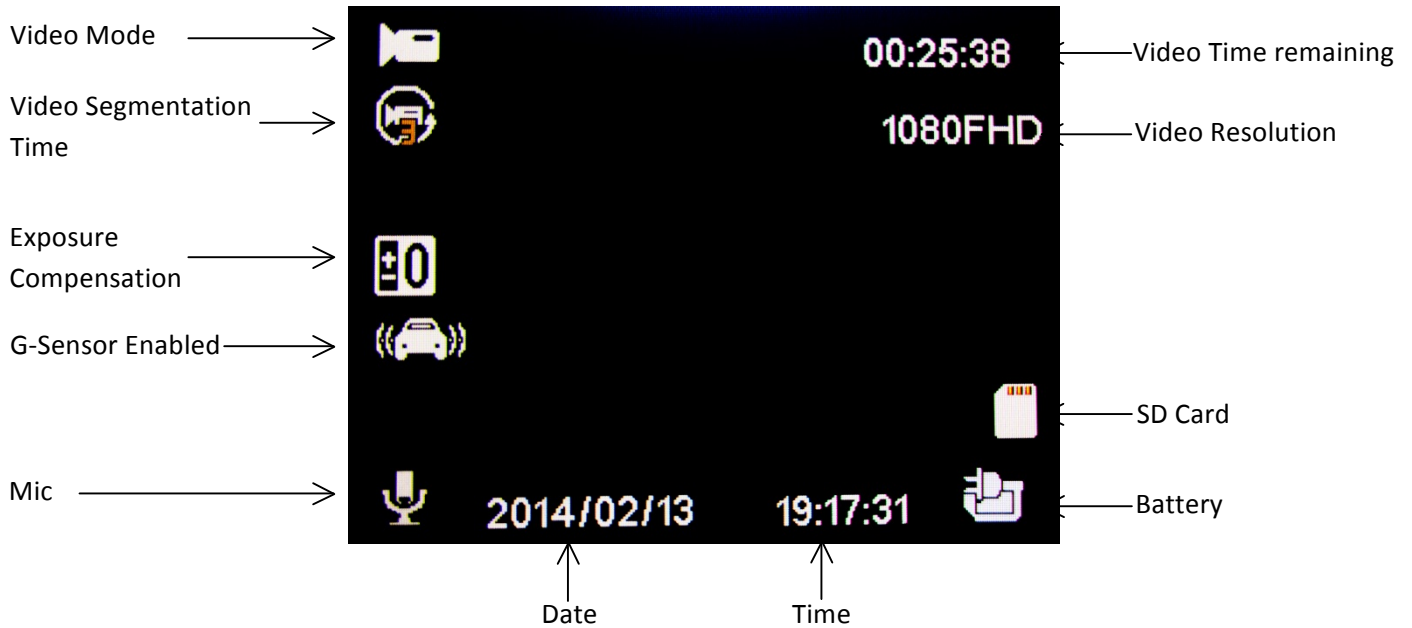 Video Mode
00:25:38
Video Time remaining
Video Segmentation
Time
3
1080FHD
Video Resolution
Exposure
Compensation
±0
G-Sensor Enabled
SD Card
Mic
2014/02/13
19:17:31
Battery
Date
Time